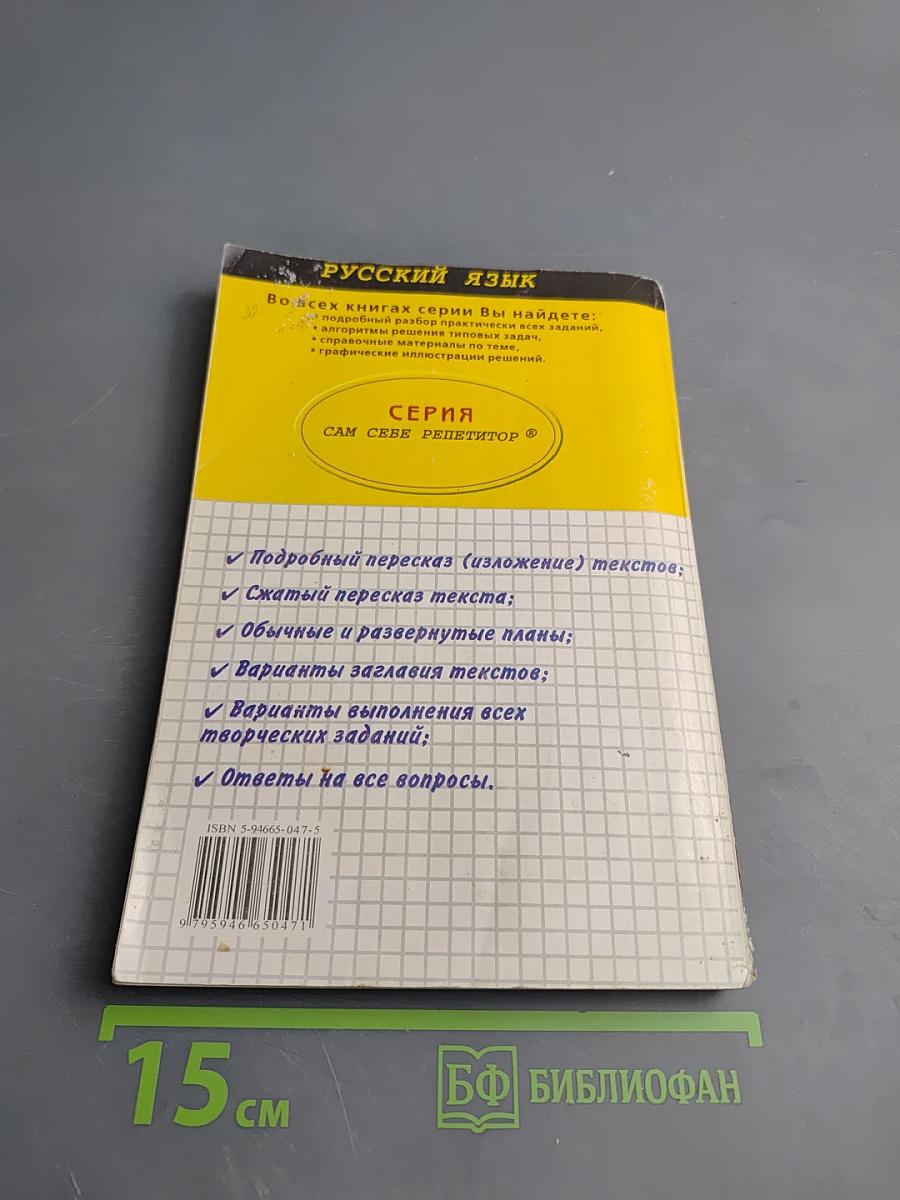 РУССКИЙ ЯЗЫК
Во всех книгах серии Вы найдете:
• подробный разбор практически всех заданий,
• алгоритмы решения типовых задач,
• справочные материалы по теме,
• графические иллюстрации решений.
СЕРИЯ
САМ СЕБЕ РЕПЕТИТОР ®
✓ Подробный пересказ (изложение) текстов;
✓ Сжатый пересказ текста;
✓ Обычные и развернутые планы;
✓ Варианты заглавия текстов;
✓ Варианты выполнения всех
творческих заданий;
✓ Ответы на все вопросы.
ISBN 5-94665-047-5
9 795946 650471
15 см
БФ БИБЛИОФАН